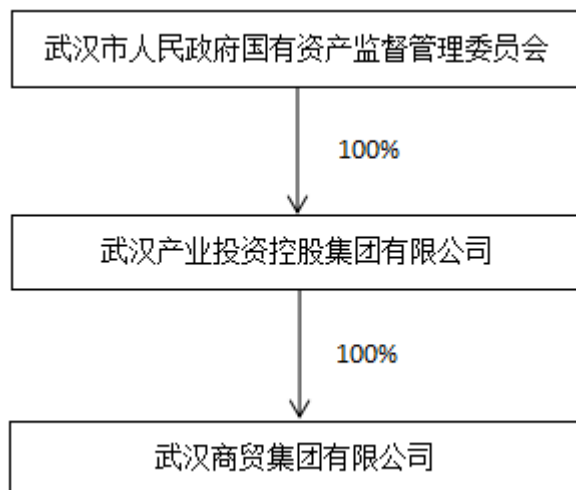 武汉市人民政府国有资产监督管理委员会
100%
武汉产业投资控股集团有限公司
100%
武汉商贸集团有限公司